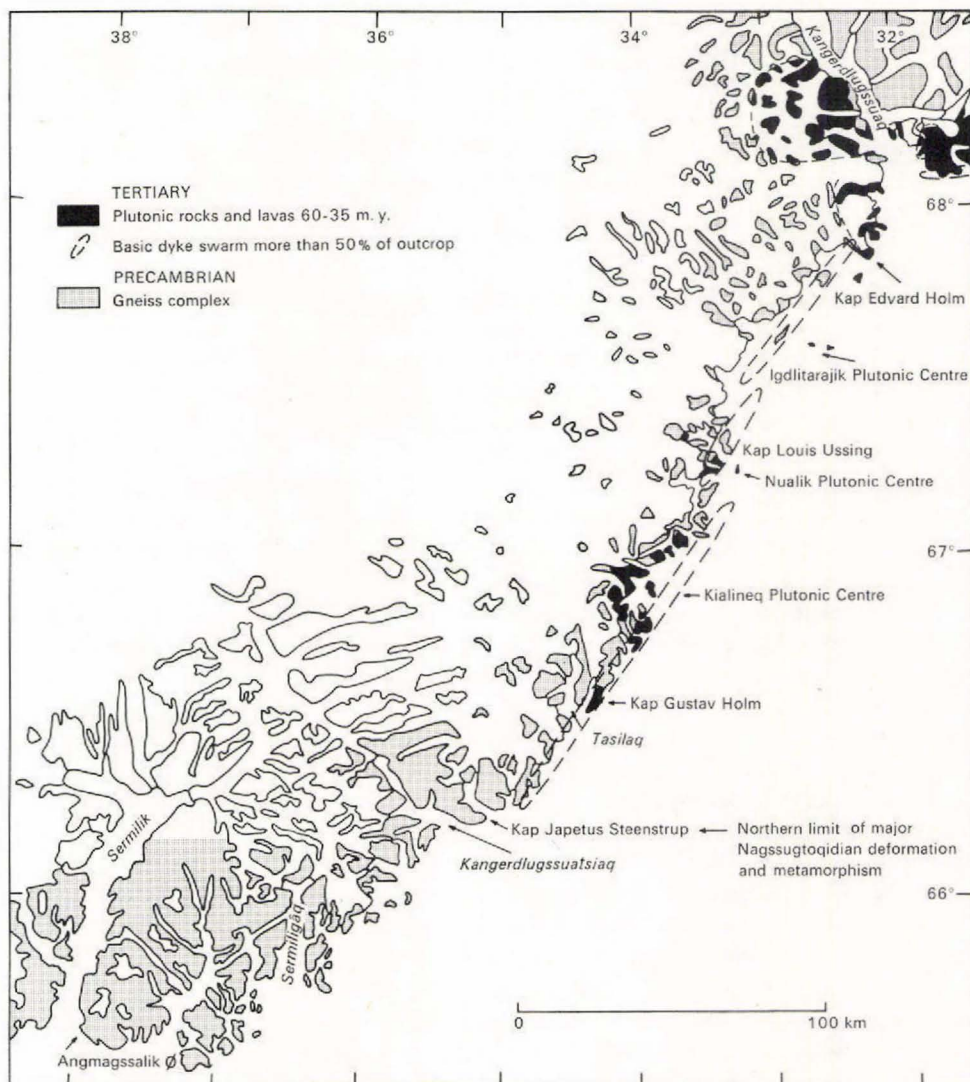 38°
36°
34°
32°
Kangerdlugssuaq
TERTIARY
Plutonic rocks and lavas 60-35 m. y.
Basic dyke swarm more than 50% of outcrop
PRECAMBRIAN
Gneiss complex
68°
Kap Edvard Holm
Igdlitarajik Plutonic Centre
Kap Louis Ussing
Nualik Plutonic Centre
67°
Kialineq Plutonic Centre
Kap Gustav Holm
Tasilaq
Kap Japetus Steenstrup
Northern limit of major
Nagssugtoqidian deformation
and metamorphism
Kangerdlugssuatsiaq
Semilik
66°
Sermiligâq
0
100 km
Angmagssalik Ø